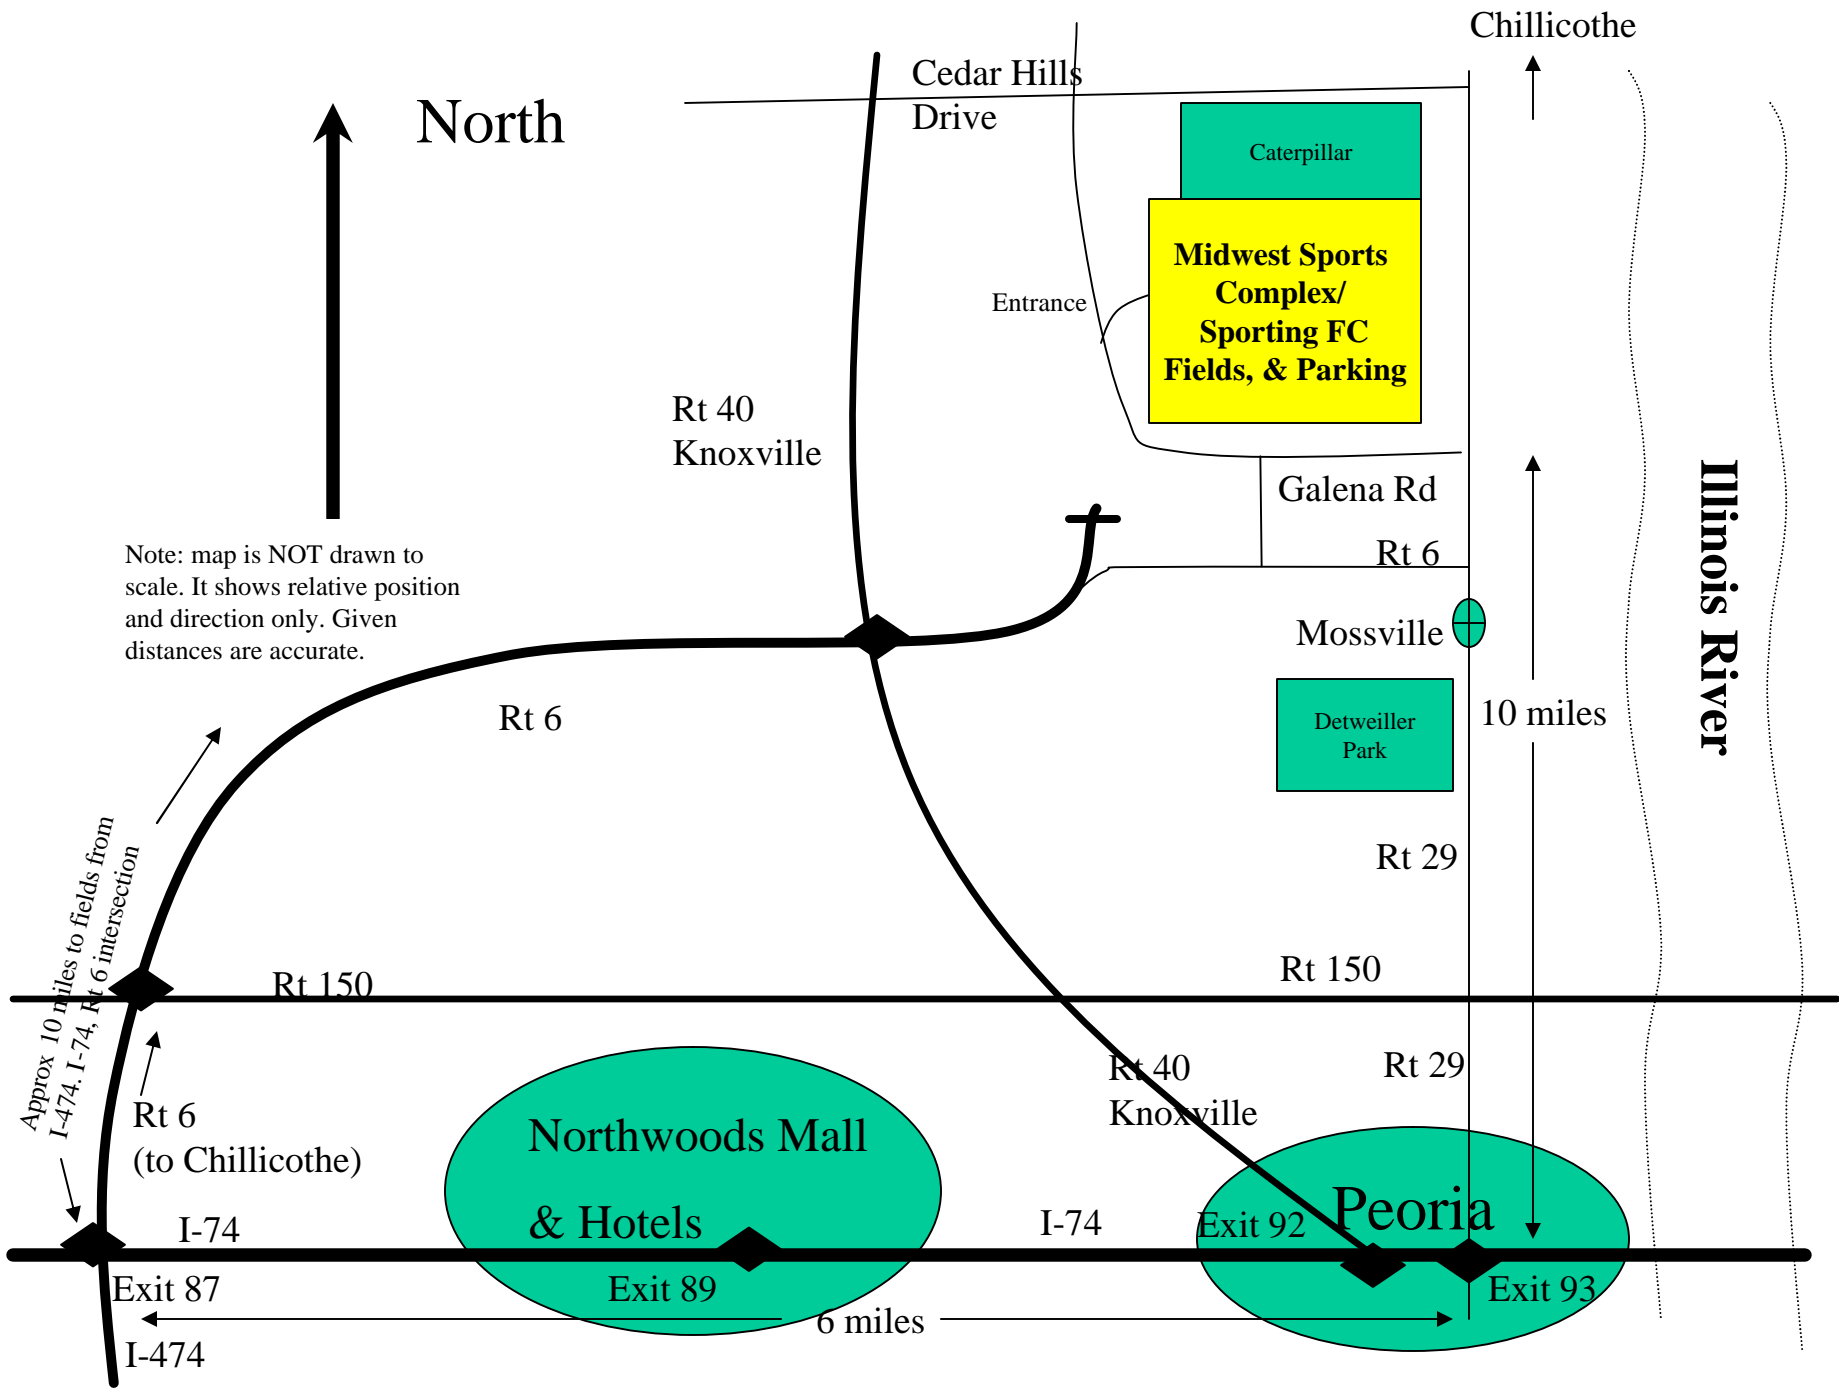 Chillicothe
Cedar Hills
Drive
North
Caterpillar
Midwest Sports
Complex/
Sporting FC
Fields, & Parking
Entrance
Rt 40
Knoxville
Galena Rd
Illinois River
Rt 6
Note: map is NOT drawn to
scale. It shows relative position
and direction only. Given
distances are accurate.
Mossville
Rt 6
10 miles
Detweiller
Park
Rt 29
Approx 10 miles to fields from
I-474. I-74, Rt 6 intersection
Rt 150
Rt 150
Rt 40
Knoxville
Rt 29
Rt 6
(to Chillicothe)
Northwoods Mall
& Hotels
Peoria
I-74
I-74
Exit 92
Exit 87
Exit 89
Exit 93
6 miles
I-474